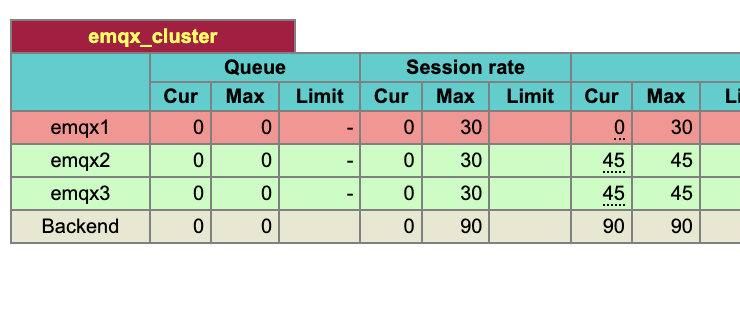 emqx_cluster
Queue Session rate
Cur Max Limit Cur Max Limit Cur Max Li
emqx1 0 0 - 0 30 0 30
emqx2 0 0 - 0 30 45 45
emqx3 0 0 - 0 30 45 45
Backend 0 0 0 90 90 90